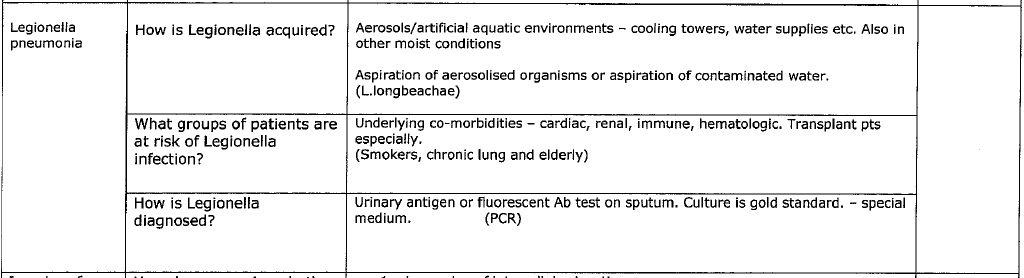 Legionella
pneumonia
How is Legionella acquired?
Aerosols/artificial aquatic environments – cooling towers, water supplies etc. Also in
other moist conditions
Aspiration of aerosolised organisms or aspiration of contaminated water.
(L.longbeachae)
What groups of patients are
at risk of Legionella
infection?
Underlying co-morbidities – cardiac, renal, immune, hematologic. Transplant pts
especially.
(Smokers, chronic lung and elderly)
How is Legionella
diagnosed?
Urinary antigen or fluorescent Ab test on sputum. Culture is gold standard. – special
medium. (PCR)